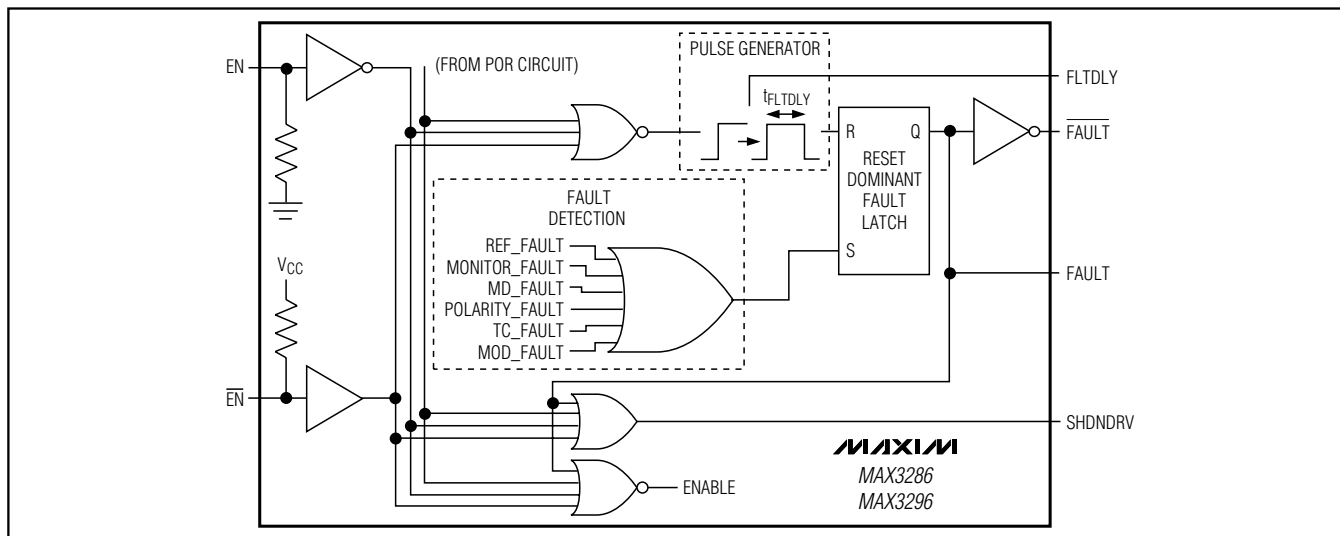 PULSE GENERATOR
EN
(FROM POR CIRCUIT)
FLTDLY
tFLTDLY
R
Q
FAULT
RESET
DOMINANT
FAULT
LATCH
FAULT
DETECTION
REF_FAULT
S
MONITOR_FAULT
VCC
MD_FAULT
FAULT
POLARITY_FAULT
TC_FAULT
MOD_FAULT
EN
SHDNDRV
MAXIM
MAX3286
MAX3296
ENABLE